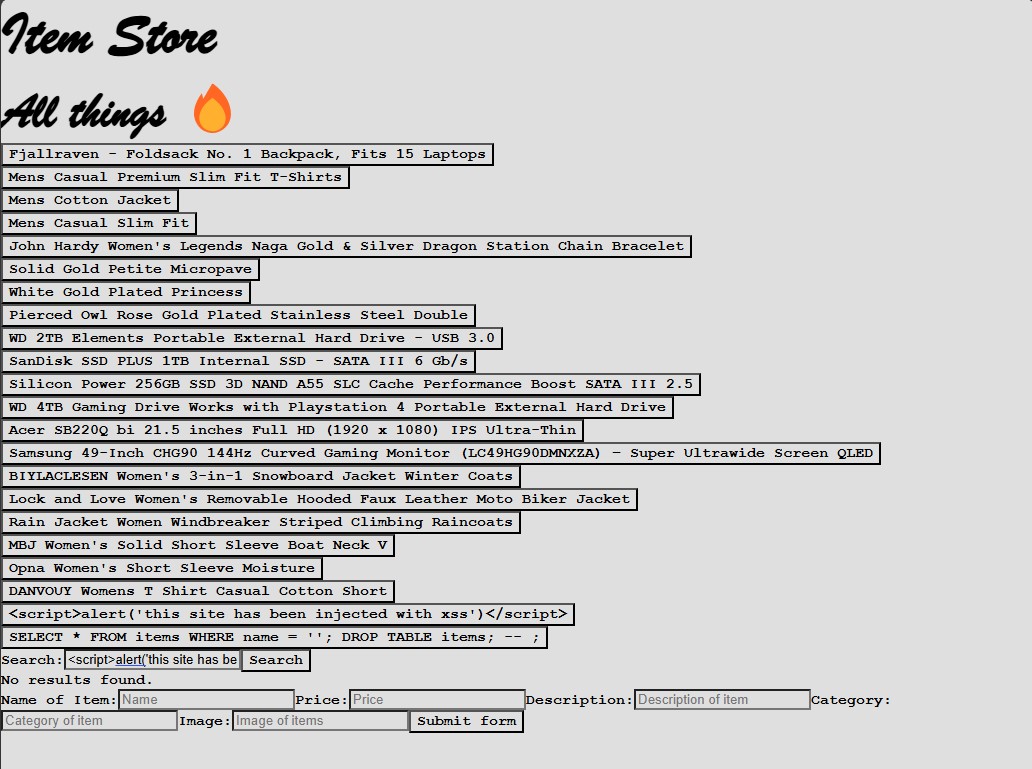 Item Store
All things 🔥
Fjallraven - Foldsack No. 1 Backpack, Fits 15 Laptops
Mens Casual Premium Slim Fit T-Shirts
Mens Cotton Jacket
Mens Casual Slim Fit
John Hardy Women's Legends Naga Gold & Silver Dragon Station Chain Bracelet
Solid Gold Petite Micropave
White Gold Plated Princess
Pierced Owl Rose Gold Plated Stainless Steel Double
WD 2TB Elements Portable External Hard Drive - USB 3.0
SanDisk SSD PLUS 1TB Internal SSD - SATA III 6 Gb/s
Silicon Power 256GB SSD 3D NAND A55 SLC Cache Performance Boost SATA III 2.5
WD 4TB Gaming Drive Works with Playstation 4 Portable External Hard Drive
Acer SB220Q bi 21.5 inches Full HD (1920 x 1080) IPS Ultra-Thin
Samsung 49-Inch CHG90 144Hz Curved Gaming Monitor (LC49HG90DMNXZA) – Super Ultrawide Screen QLED
BIYLACLESEN Women's 3-in-1 Snowboard Jacket Winter Coats
Lock and Love Women's Removable Hooded Faux Leather Moto Biker Jacket
Rain Jacket Women Windbreaker Striped Climbing Raincoats
MBJ Women's Solid Short Sleeve Boat Neck V
Opna Women's Short Sleeve Moisture
DANVOUY Womens T Shirt Casual Cotton Short
<script>alert('this site has been injected with xss')</script>
SELECT * FROM items WHERE name = ''; DROP TABLE items; -- ;
Search: <script>alert('this site has be Search
No results found.
Name of Item: Name Price: Price Description: Description of item Category:
Category of item Image: Image of items Submit form